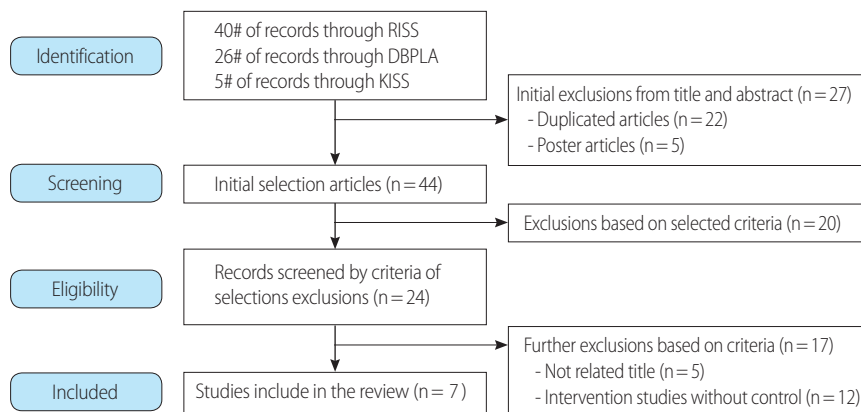 Identification
40# of records through RISS
26# of records through DBPLA
5# of records through KISS
Initial exclusions from title and abstract (n=27)
- Duplicated articles (n=22)
- Poster articles (n=5)
Screening
Initial selection articles (n=44)
Exclusions based on selected criteria (n=20)
Eligibility
Records screened by criteria of
selections exclusions (n=24)
Further exclusions based on criteria (n=17)
- Not related title (n=5)
- Intervention studies without control (n=12)
Included
Studies include in the review (n= 7 )